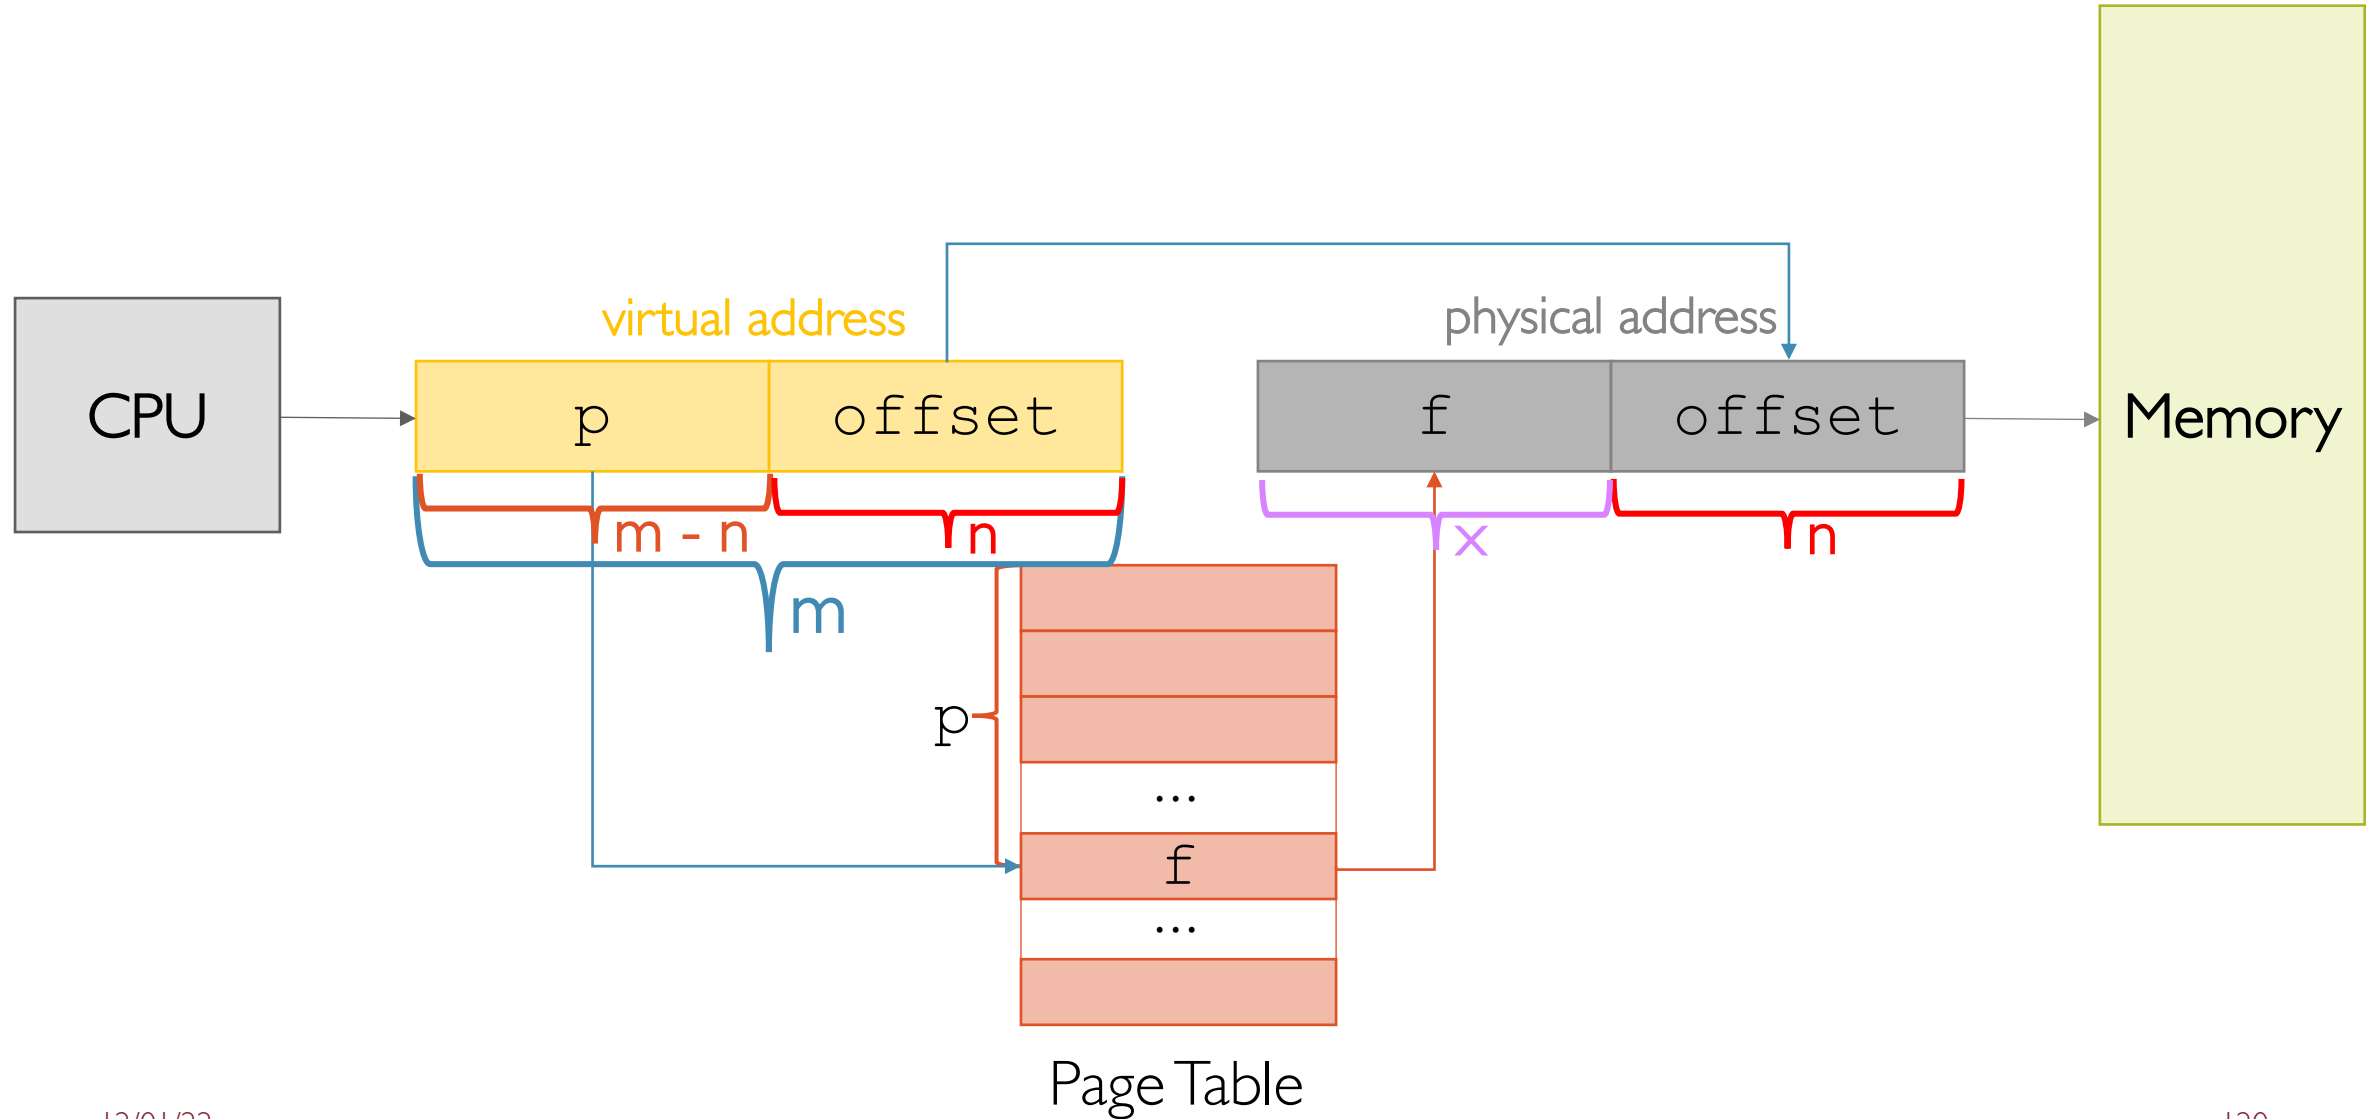 virtual address
physical address
CPU
p
offset
f
offset
Memory
m - n
n
x
n
m
p
...
f
...
Page Table